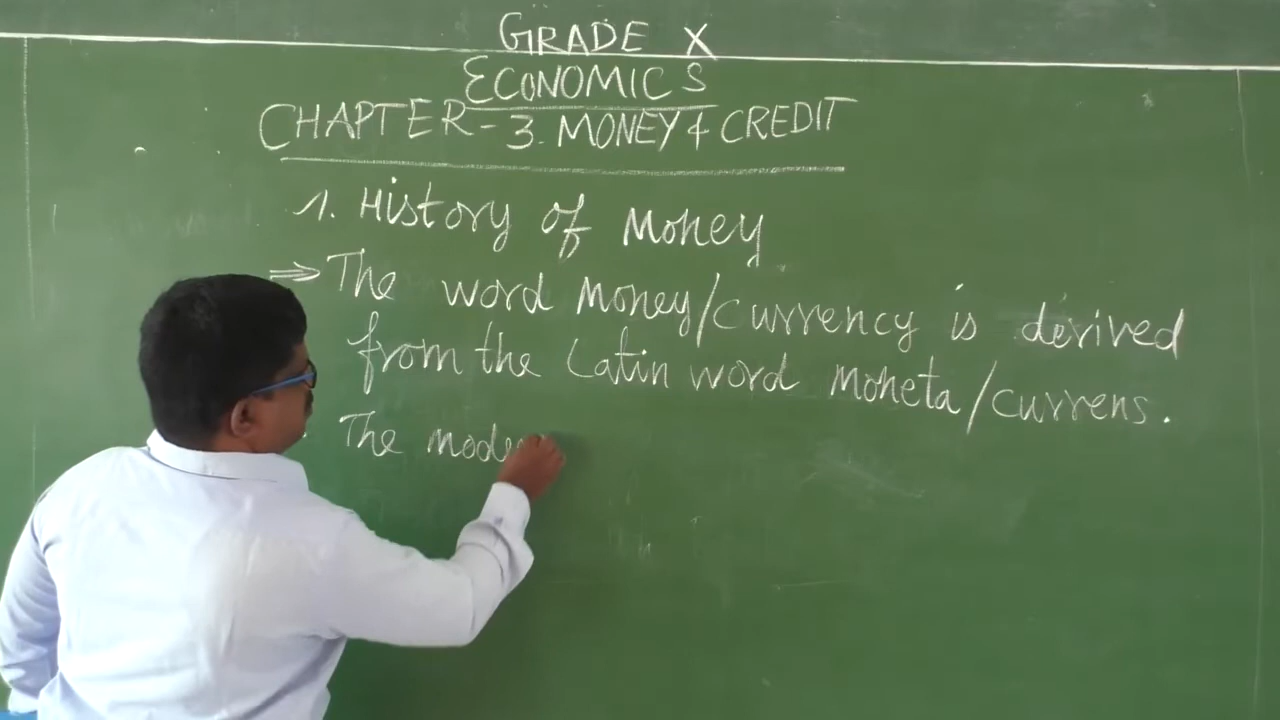 GRADE X
ECONOMICS
CHAPTER-3. MONEY & CREDIT
1. History of Money
⇒ The word Money/currency is derived
from the Latin word Moneta/currens.
The mode